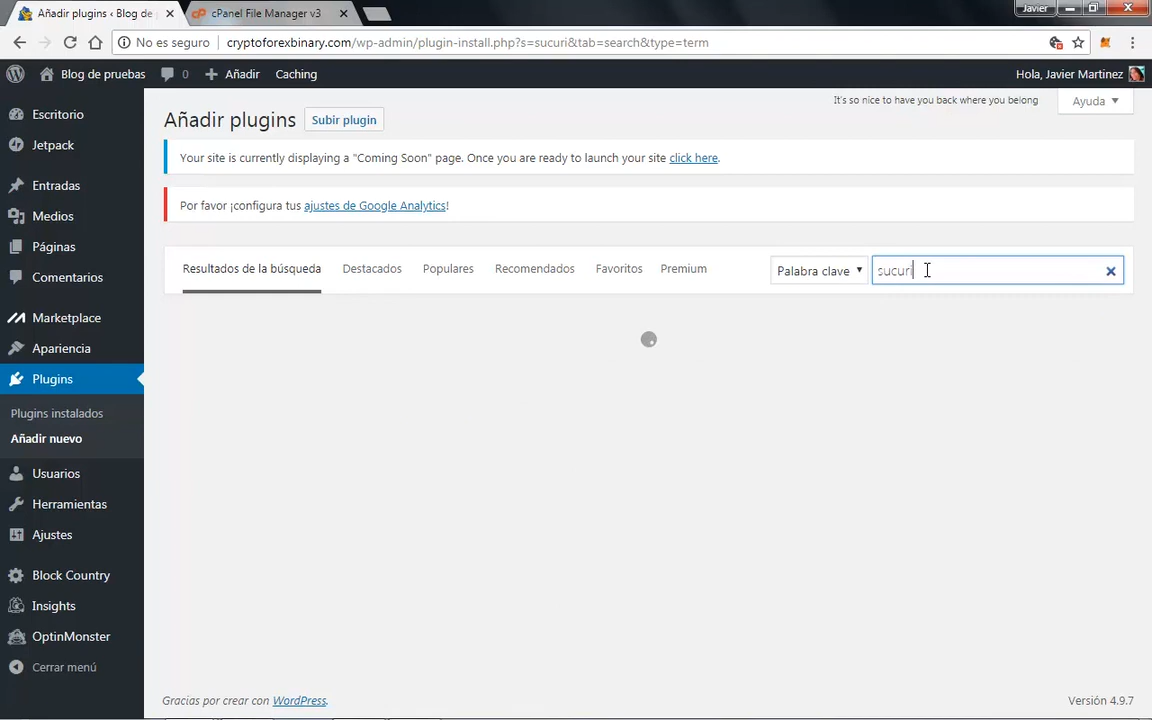 Añadir plugins ‹ Blog de
cPanel File Manager v3
Javier
No es seguro
cryptoforexbinary.com/wp-admin/plugin-install.php?s=sucuri&tab=search&type=term
Blog de pruebas
0
Añadir
Caching
Hola, Javier Martinez
Escritorio
Jetpack
Entradas
Medios
Páginas
Comentarios
Marketplace
Apariencia
Plugins
Plugins instalados
Añadir nuevo
Usuarios
Herramientas
Ajustes
Block Country
Insights
OptinMonster
Cerrar menú
It's so nice to have you back where you belong
Ayuda
Añadir plugins
Subir plugin
Your site is currently displaying a "Coming Soon" page. Once you are ready to launch your site click here.
Por favor ¡configura tus ajustes de Google Analytics!
Resultados de la búsqueda
Destacados
Populares
Recomendados
Favoritos
Premium
Palabra clave
sucuri
Gracias por crear con WordPress.
Versión 4.9.7